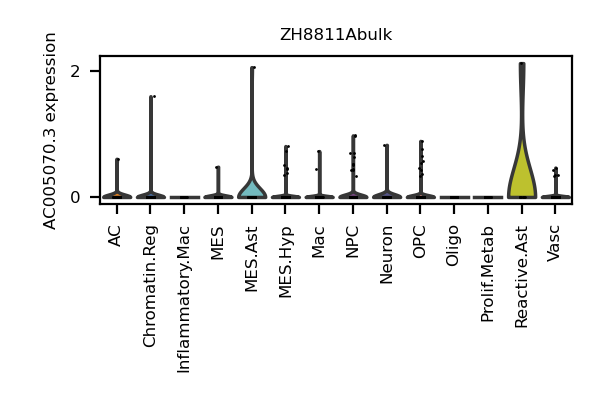 ZH8811Abulk
AC005070.3 expression
2
0
AC
Chromatin.Reg
Inflammatory.Mac
MES
MES.Ast
MES.Hyp
Mac
NPC
Neuron
OPC
Oligo
Prolif.Metab
Reactive.Ast
Vasc